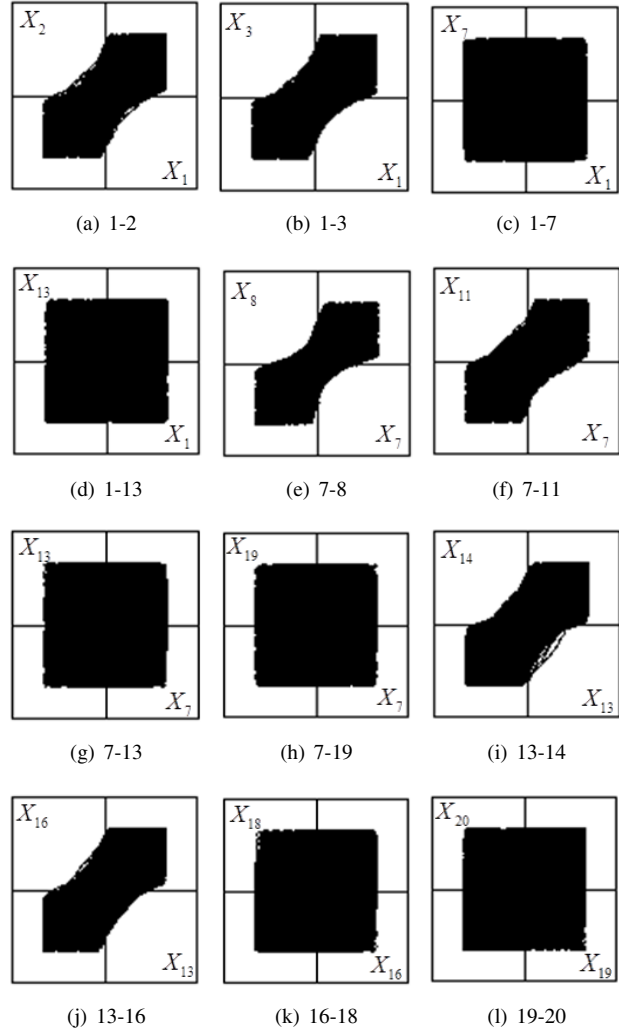 X2
X1
(a) 1-2
X3
X1
(b) 1-3
X7
X1
(c) 1-7
X13
X1
(d) 1-13
X8
X7
(e) 7-8
X11
X7
(f) 7-11
X13
X7
(g) 7-13
X19
X7
(h) 7-19
X14
X13
(i) 13-14
X16
X13
(j) 13-16
X18
X16
(k) 16-18
X20
X19
(l) 19-20